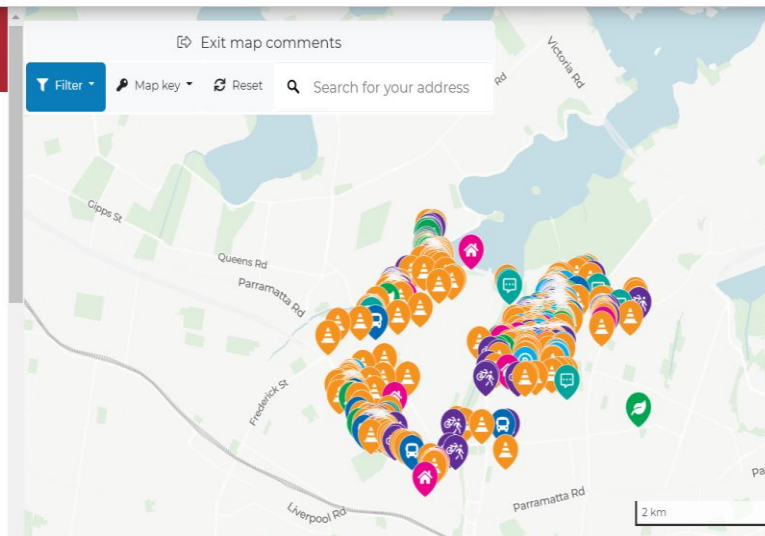 Exit map comments
Filter
Map key
Reset
Search for your address
Victoria Rd
Rd
Gipps St
Queens Rd
Parramatta Rd
Frederick St
Liverpool Rd
Parramatta Rd
Pa
2 km